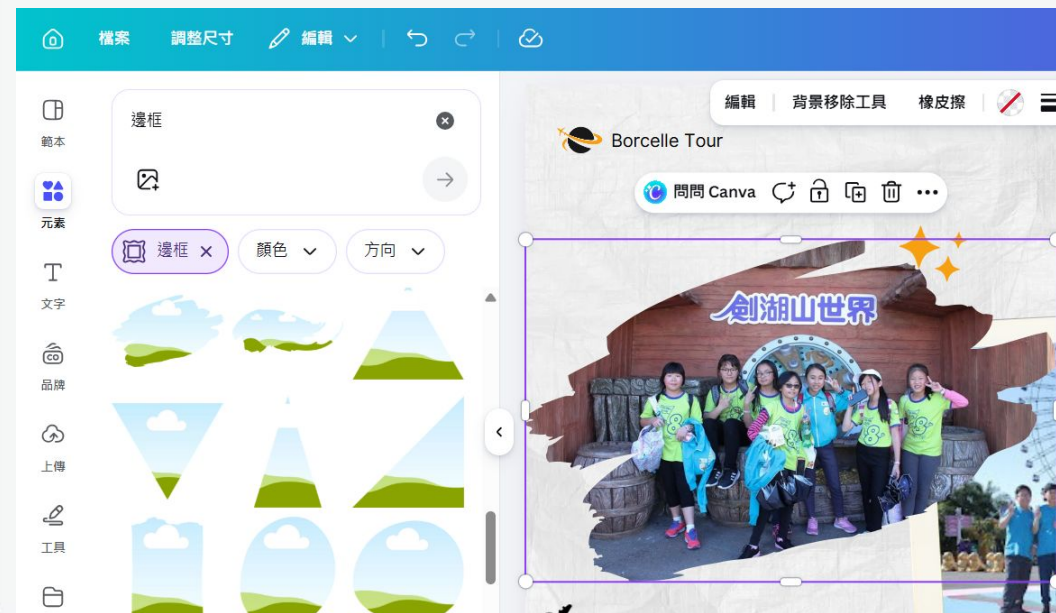 檔案 調整尺寸 編輯
範本
元素
文字
品牌
上傳
工具
邊框
邊框 顏色 方向
編輯 背景移除工具 橡皮擦
Borcelle Tour
問問 Canva
劍湖山世界